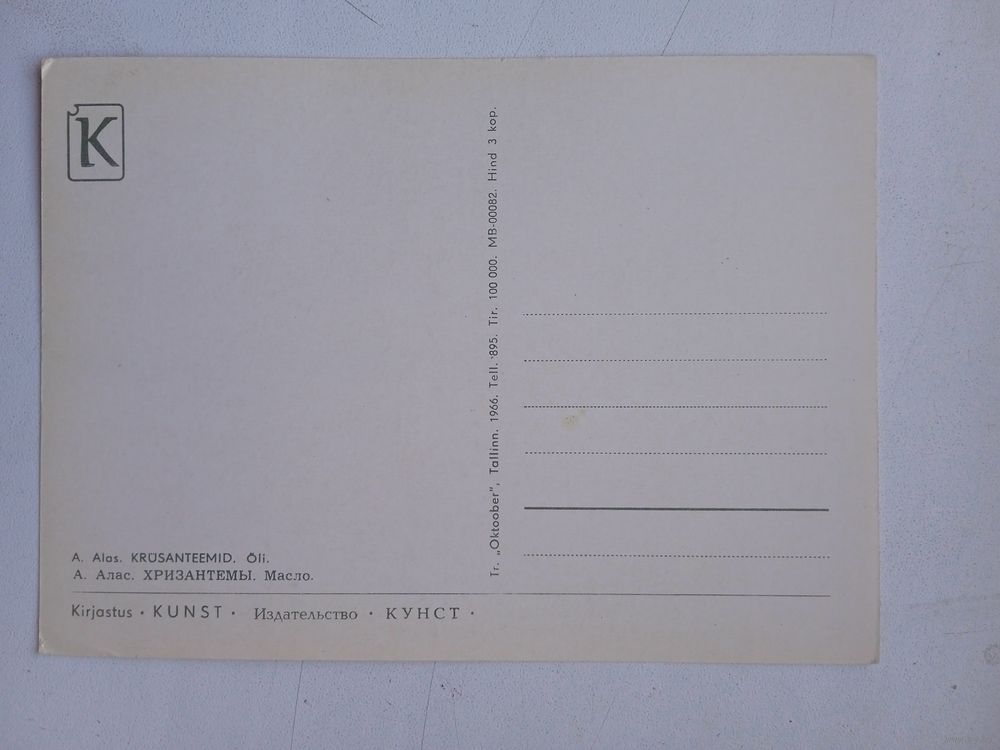 K
A. Alas. KRÜSANTEEMID. Õli.
А. Алас. ХРИЗАНТЕМЫ. Масло.
Kirjastus · KUNST · Издательство · КУНСТ ·
Tr. „Oktoober", Tallinn. 1966. Tell. 895. Tir. 100 000. MB-00082. Hind 3 kop.